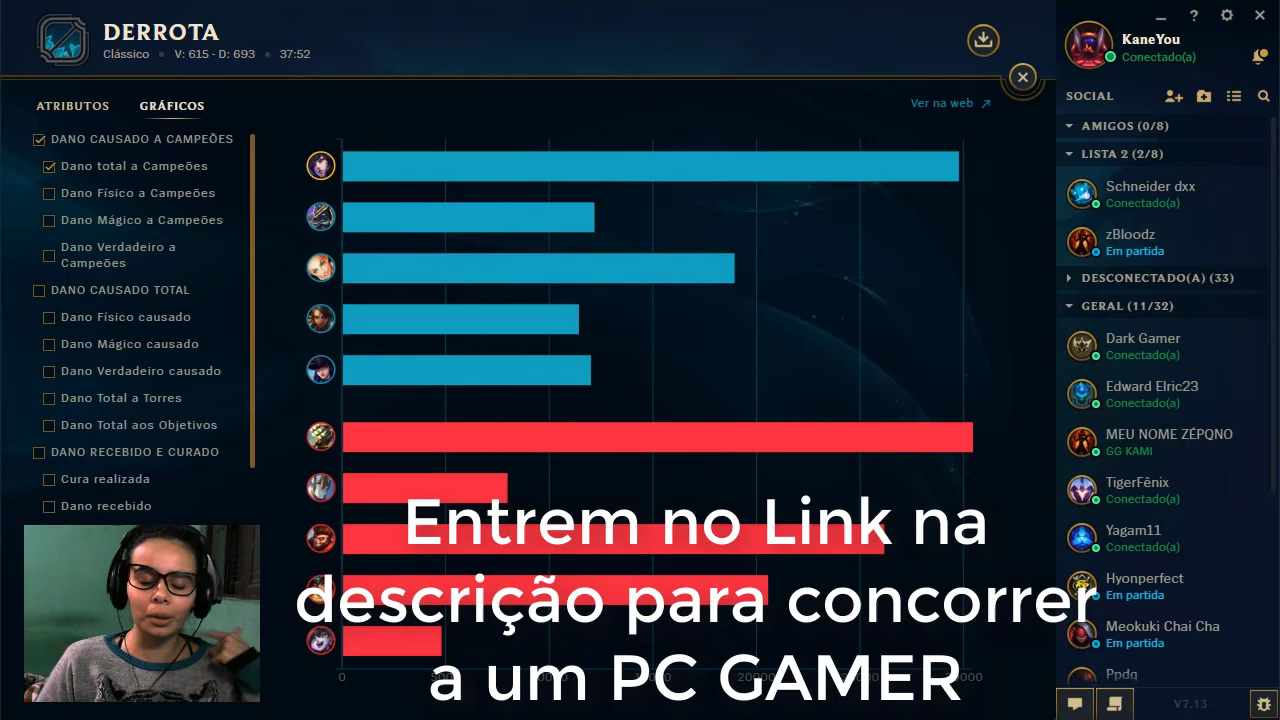 DERROTA
Clássico • V: 615 - D: 693 • 37:52
ATRIBUTOS GRÁFICOS
Ver na web
DANO CAUSADO A CAMPEÕES
Dano total a Campeões
Dano Físico a Campeões
Dano Mágico a Campeões
Dano Verdadeiro a
Campeões
DANO CAUSADO TOTAL
Dano Físico causado
Dano Mágico causado
Dano Verdadeiro causado
Dano Total a Torres
Dano Total aos Objetivos
DANO RECEBIDO E CURADO
Cura realizada
Dano recebido
0
Entrem no Link na
descrição para concorrer
a um PC GAMER
KaneYou
Conectado(a)
SOCIAL
AMIGOS (0/8)
LISTA 2 (2/8)
Schneider dxx
Conectado(a)
zBloodz
Em partida
DESCONECTADO(A) (33)
GERAL (11/32)
Dark Gamer
Conectado(a)
Edward Elric23
Conectado(a)
MEU NOME ZÉPQNO
GG KAMI
TigerFênix
Conectado(a)
Yagam11
Conectado(a)
Hyonperfect
Em partida
Meokuki Chai Cha
Em partida
Ppdq
V7.13